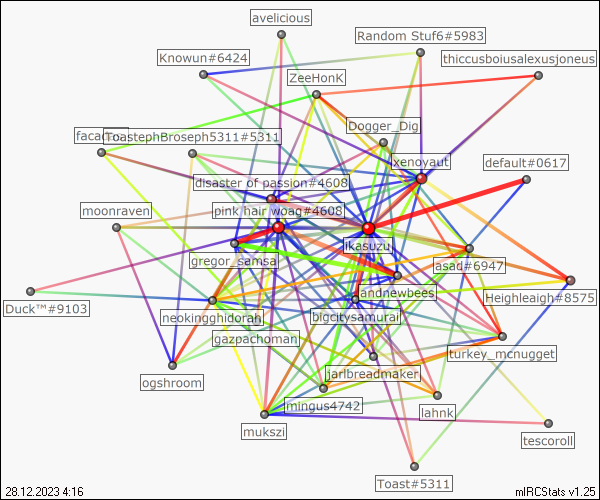 avelicious
Random Stuf6#5983
Knowun#6424
thiccusboiusalexusjoneus
ZeeHonK
Dogger_Dig
ToastephBroseph5311#5311
xenoyaut
default#0617
disaster of passion#4608
moonraven
pink hair woag#4608
ikasuzu
gregor_samsa
asad#6947
andnewbees
Heighleaigh#8575
Duck™#9103
neokingghidorah
bigcitysamurai
gazpachoman
turkey_mcnugget
ogshroom
jarlbreadmaker
mingus4742
lahnk
mukszi
tescoroll
Toast#5311
28.12.2023 4:16
mIRCStats v1.25